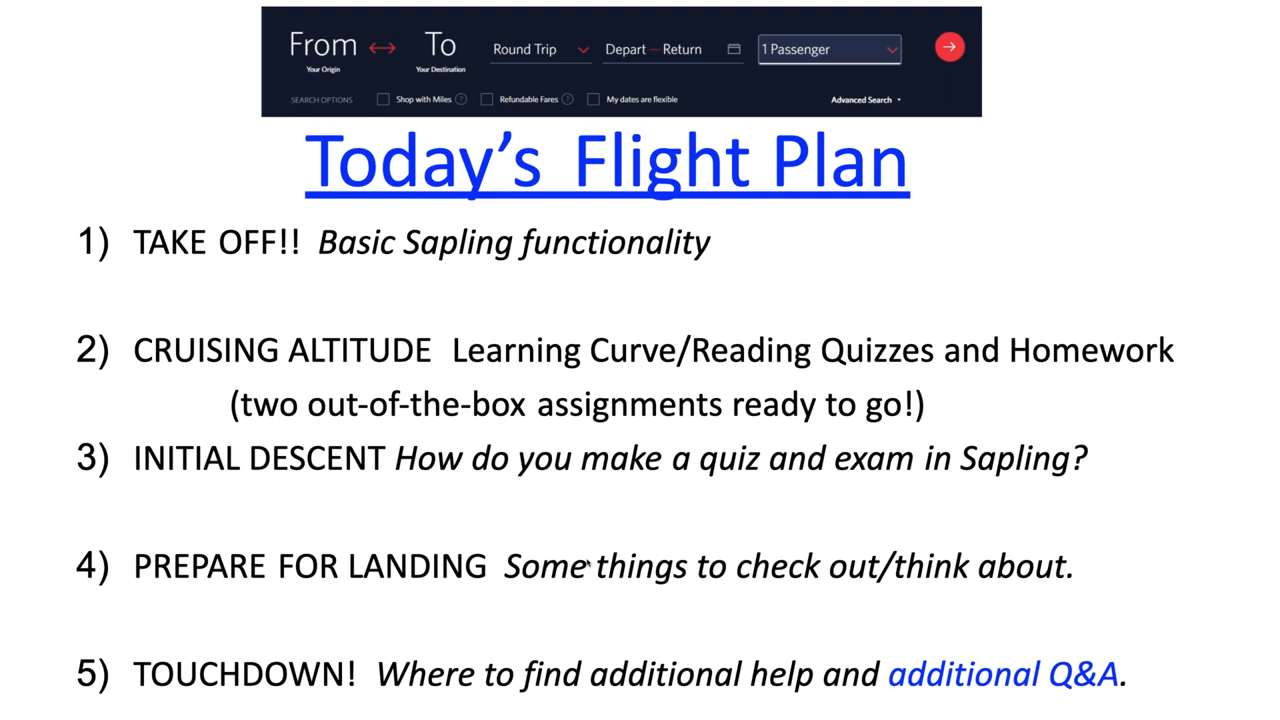 From To Round Trip Depart — Return 1 Passenger
Your Origin Your Destination
SEARCH OPTIONS Shop with Miles ? Refundable Fares ? My dates are flexible Advanced Search
Today’s Flight Plan
1) TAKE OFF!! Basic Sapling functionality
2) CRUISING ALTITUDE Learning Curve/Reading Quizzes and Homework
(two out-of-the-box assignments ready to go!)
3) INITIAL DESCENT How do you make a quiz and exam in Sapling?
4) PREPARE FOR LANDING Some things to check out/think about.
5) TOUCHDOWN! Where to find additional help and additional Q&A.